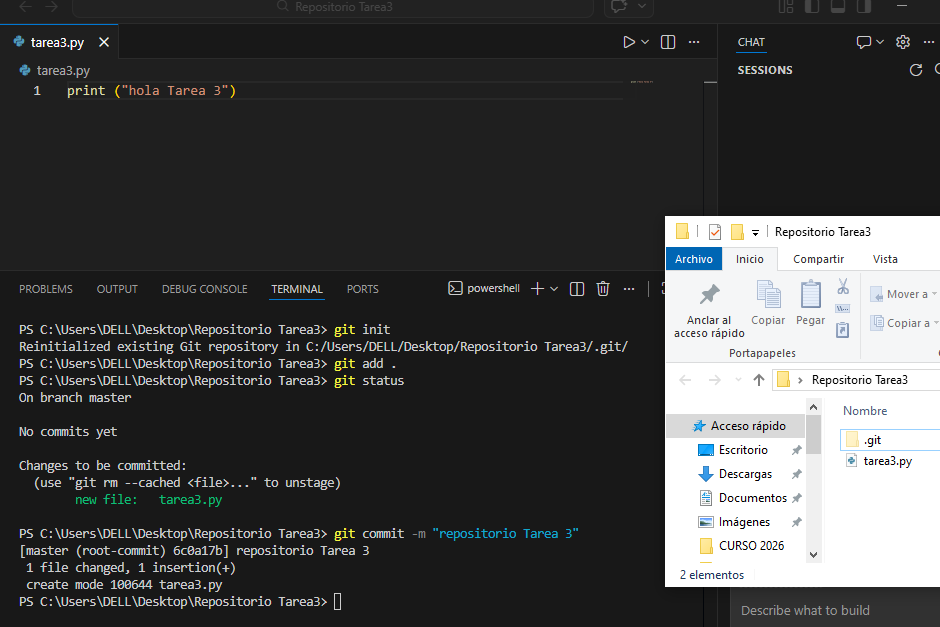 Repositorio Tarea3
tarea3.py
CHAT
tarea3.py
SESSIONS
1 print ("hola Tarea 3")
PROBLEMS OUTPUT DEBUG CONSOLE TERMINAL PORTS powershell
PS C:\Users\DELL\Desktop\Repositorio Tarea3> git init
Reinitialized existing Git repository in C:/Users/DELL/Desktop/Repositorio Tarea3/.git/
PS C:\Users\DELL\Desktop\Repositorio Tarea3> git add .
PS C:\Users\DELL\Desktop\Repositorio Tarea3> git status
On branch master
No commits yet
Changes to be committed:
(use "git rm --cached <file>..." to unstage)
new file: tarea3.py
PS C:\Users\DELL\Desktop\Repositorio Tarea3> git commit -m "repositorio Tarea 3"
[master (root-commit) 6c0a17b] repositorio Tarea 3
1 file changed, 1 insertion(+)
create mode 100644 tarea3.py
PS C:\Users\DELL\Desktop\Repositorio Tarea3>
Repositorio Tarea3
Archivo Inicio Compartir Vista
Anclar al
acceso rápido
Copiar
Pegar
Mover a
Copiar a
Portapapeles
Repositorio Tarea3
Nombre
Acceso rápido
Escritorio
Descargas
Documentos
Imágenes
CURSO 2026
.git
tarea3.py
2 elementos
Describe what to build